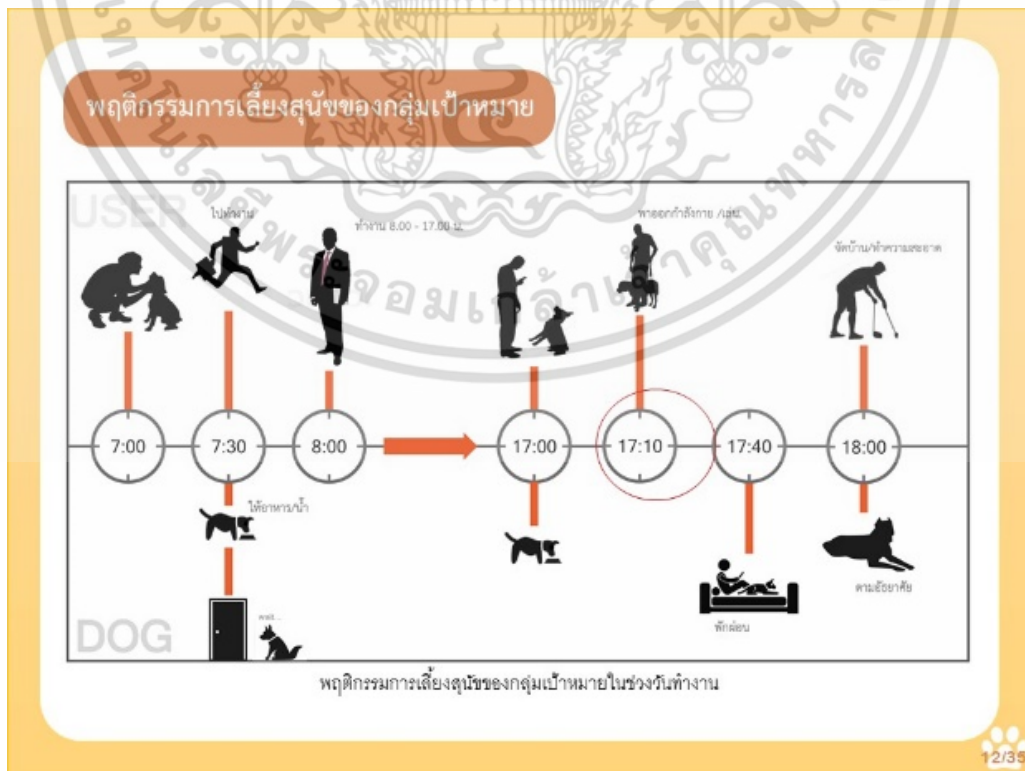 พฤติกรรมการเลี้ยงสุนัขของกลุ่มเป้าหมาย
USER
ไปทำงาน
ทำงาน 8.00 - 17.00 น.
พาออกกำลังกาย /เล่น
จัดบ้าน/ทำความสะอาด
7:00
7:30
8:00
17:00
17:10
17:40
18:00
ให้อาหาร/น้ำ
wait...
พักผ่อน
ตามอัธยาศัย
DOG
พฤติกรรมการเลี้ยงสุนัขของกลุ่มเป้าหมายในช่วงวันทำงาน
12/35